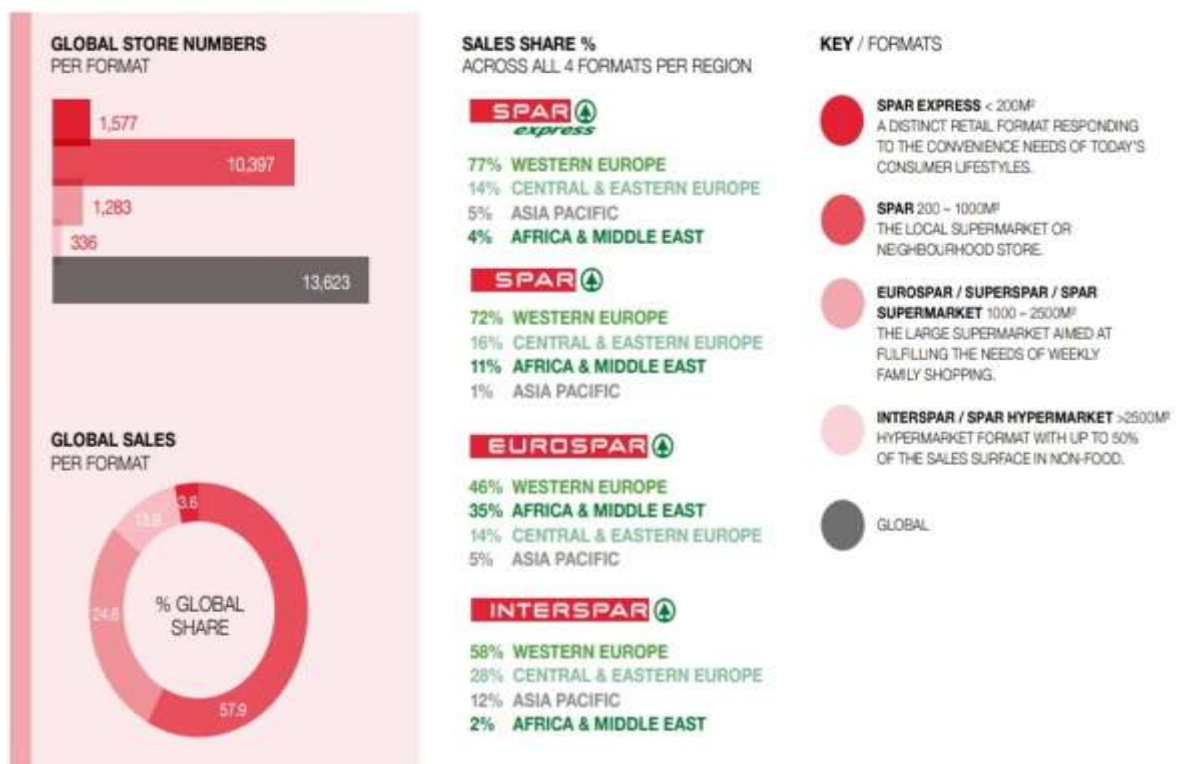 GLOBAL STORE NUMBERS
PER FORMAT
1,577
10,397
1,283
336
13,623
GLOBAL SALES
PER FORMAT
3.6
13.9
24.6
57.9
% GLOBAL
SHARE
SALES SHARE %
ACROSS ALL 4 FORMATS PER REGION
SPAR
express
77% WESTERN EUROPE
14% CENTRAL & EASTERN EUROPE
5% ASIA PACIFIC
4% AFRICA & MIDDLE EAST
SPAR
72% WESTERN EUROPE
16% CENTRAL & EASTERN EUROPE
11% AFRICA & MIDDLE EAST
1% ASIA PACIFIC
EUROSPAR
46% WESTERN EUROPE
35% AFRICA & MIDDLE EAST
14% CENTRAL & EASTERN EUROPE
5% ASIA PACIFIC
INTERSPAR
58% WESTERN EUROPE
28% CENTRAL & EASTERN EUROPE
12% ASIA PACIFIC
2% AFRICA & MIDDLE EAST
KEY / FORMATS
SPAR EXPRESS < 200M²
A DISTINCT RETAIL FORMAT RESPONDING
TO THE CONVENIENCE NEEDS OF TODAY'S
CONSUMER LIFESTYLES.
SPAR 200 – 1000M²
THE LOCAL SUPERMARKET OR
NEIGHBOURHOOD STORE.
EUROSPAR / SUPERSPAR / SPAR
SUPERMARKET 1000 – 2500M²
THE LARGE SUPERMARKET AIMED AT
FULFILLING THE NEEDS OF WEEKLY
FAMILY SHOPPING.
INTERSPAR / SPAR HYPERMARKET >2500M²
HYPERMARKET FORMAT WITH UP TO 50%
OF THE SALES SURFACE IN NON-FOOD.
GLOBAL